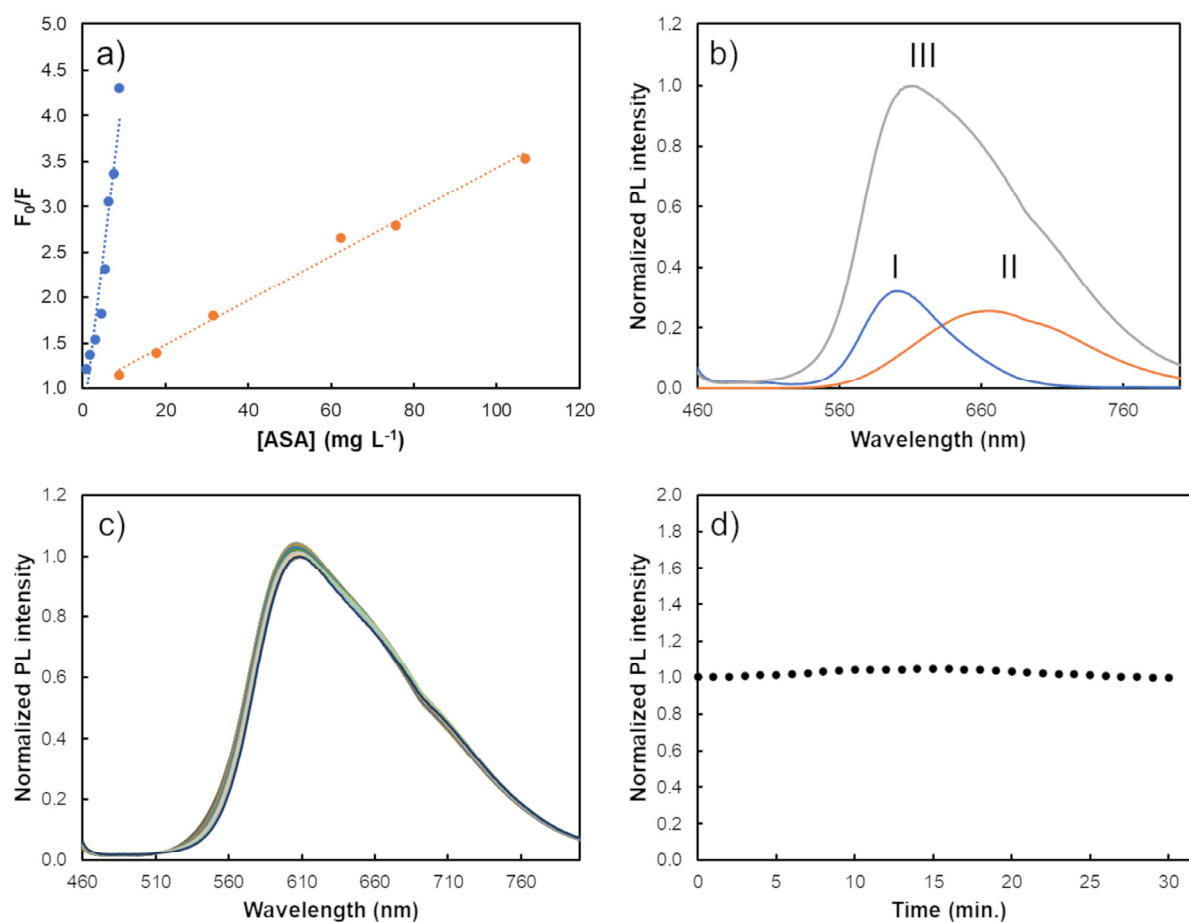 a)
F₀/F
5.0
4.5
4.0
3.5
3.0
2.5
2.0
1.5
1.0
0 20 40 60 80 100 120
[ASA] (mg L⁻¹)
b)
III
I II
Normalized PL intensity
1.2
1.0
0.8
0.6
0.4
0.2
0.0
460 560 660 760
Wavelength (nm)
c)
Normalized PL intensity
1.2
1.0
0.8
0.6
0.4
0.2
0.0
460 510 560 610 660 710 760
Wavelength (nm)
d)
Normalized PL intensity
2.0
1.8
1.6
1.4
1.2
1.0
0.8
0.6
0.4
0.2
0.0
0 5 10 15 20 25 30
Time (min.)